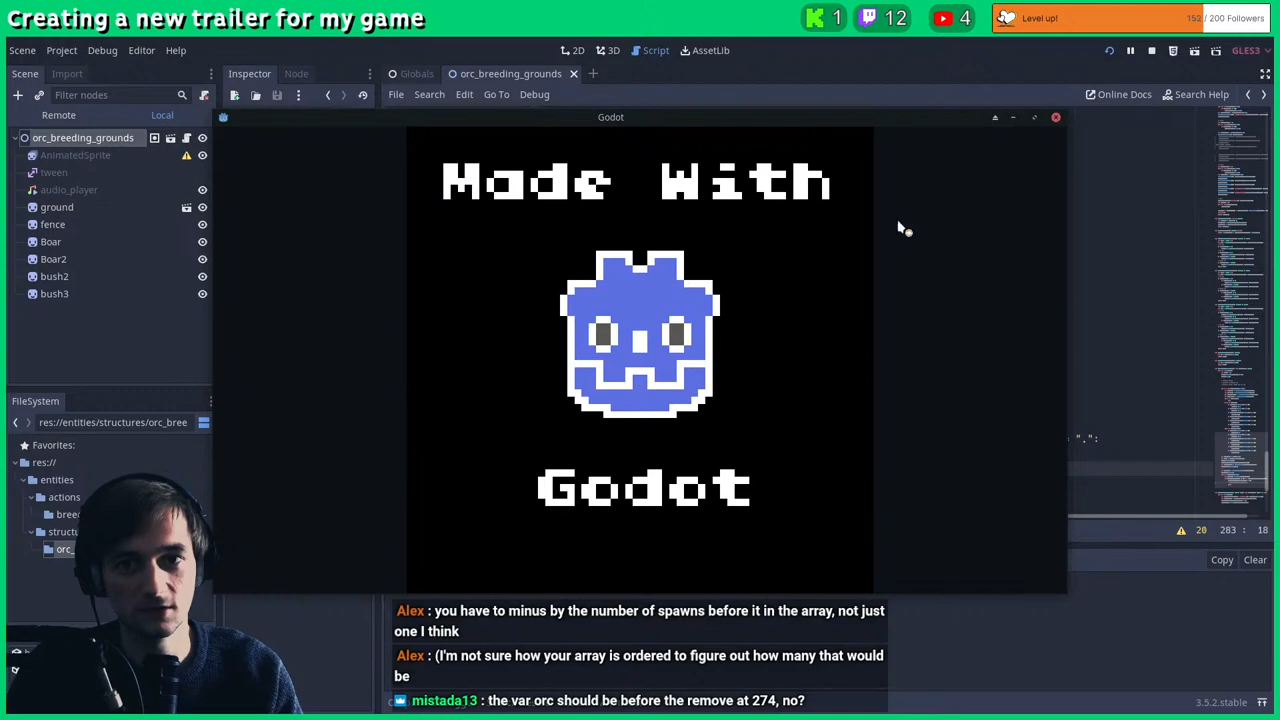 Creating a new trailer for my game
1
12
4
Level up!
152 / 200 Followers
Scene Project Debug Editor Help
2D 3D Script AssetLib
GLES3
Scene Import
Inspector Node
Globals
orc_breeding_grounds
Filter nodes
File Search Edit Go To Debug
Online Docs
Search Help
Remote Local
Godot
orc_breeding_grounds
AnimatedSprite
tween
audio_player
ground
fence
Boar
Boar2
bush2
bush3
Made With
Godot
FileSystem
res://entities/structures/orc_bree
Favorites:
res://
entities
actions
structu
orc_
".":
20 283 : 18
Copy Clear
Alex : you have to minus by the number of spawns before it in the array, not just
one I think
Alex : (I'm not sure how your array is ordered to figure out how many that would
be
mistada13 : the var orc should be before the remove at 274, no?
3.5.2.stable